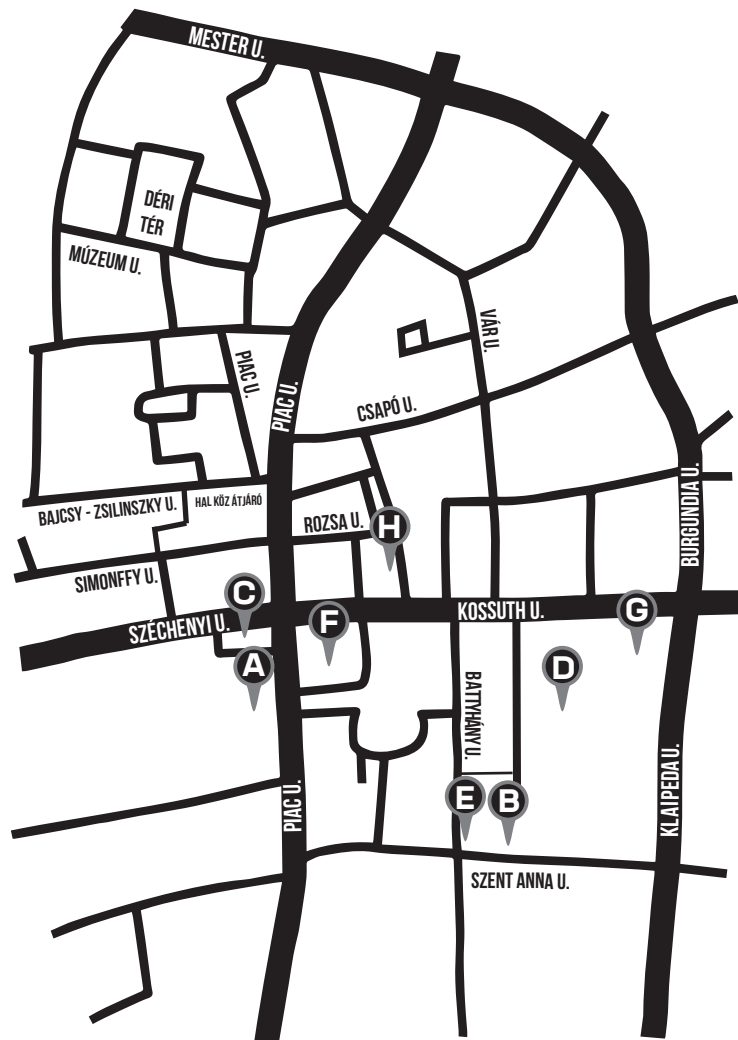 MESTER U.
DÉRI
TÉR
MÚZEUM U.
VÁR U.
PIAC U.
PIAC U.
CSAPÓ U.
BAJCSY - ZSILINSZKY U.
HAL KÖZ ÁTJÁRÓ
ROZSA U.
H
BURGUNDIA U.
SIMONFFY U.
C
SZÉCHENYI U.
F
KOSSUTH U.
G
A
D
BATTYHÁNY U.
PIAC U.
E
B
KLAIPEDA U.
SZENT ANNA U.